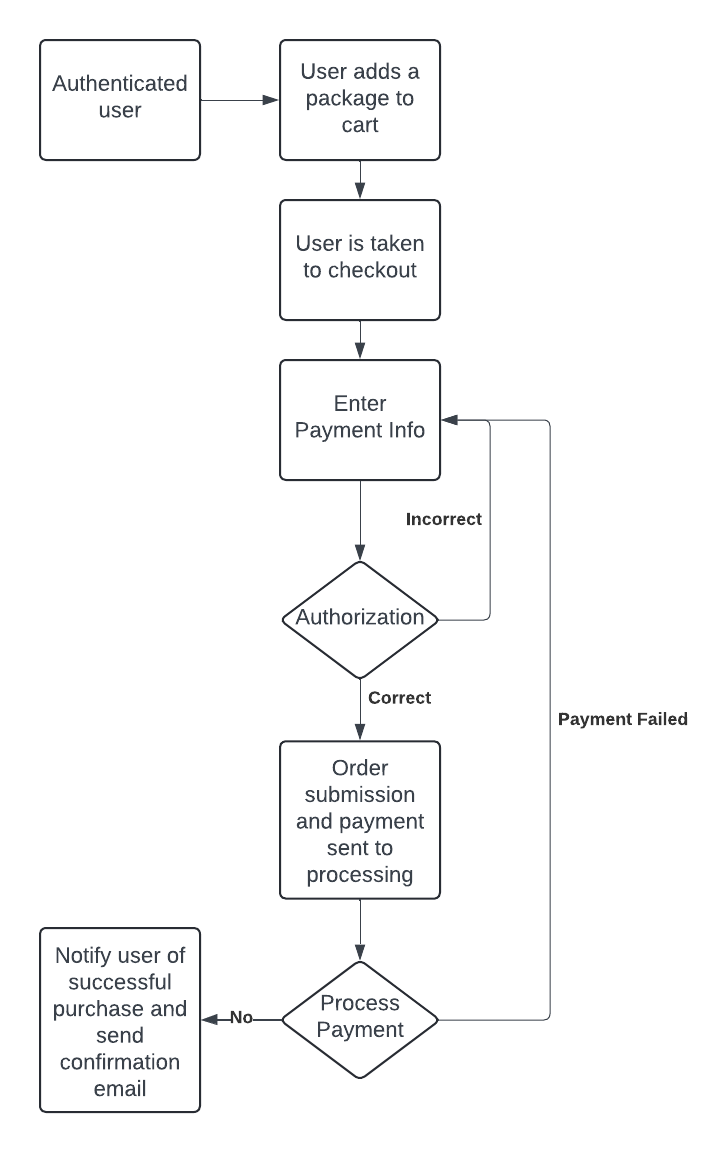 Authenticated
user
User adds a
package to
cart
User is taken
to checkout
Enter
Payment Info
Incorrect
Authorization
Correct
Payment Failed
Order
submission
and payment
sent to
processing
Process
Payment
No
Notify user of
successful
purchase and
send
confirmation
email